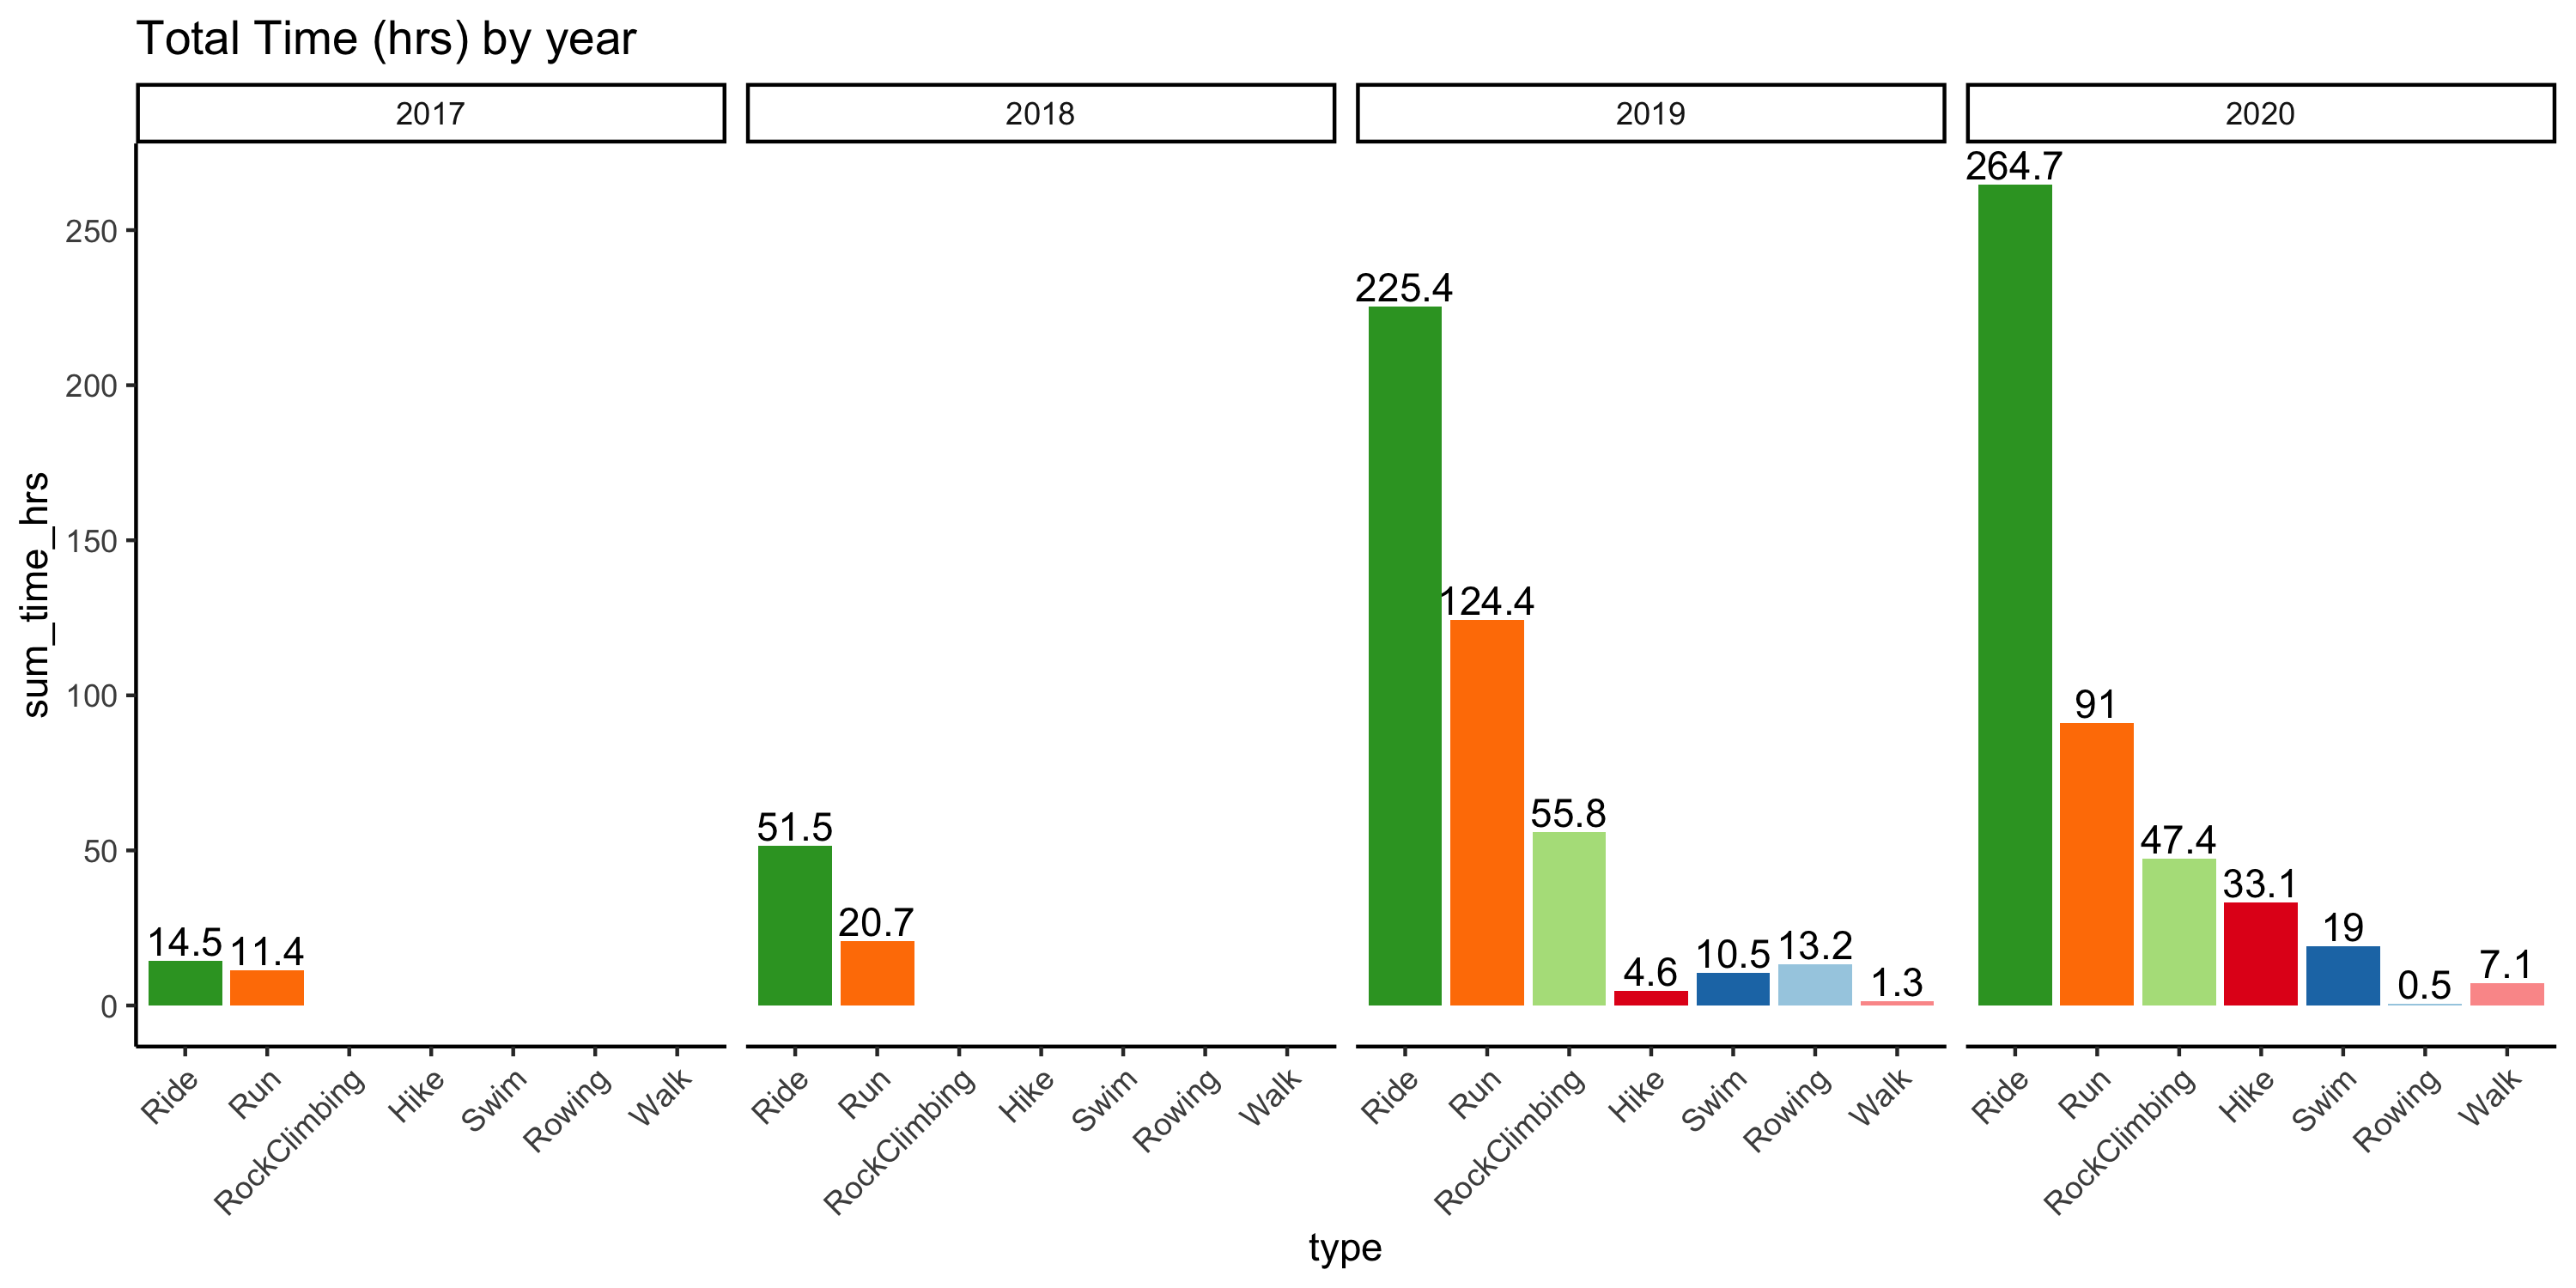 Total Time (hrs) by year
2017 2018 2019 2020
sum_time_hrs
250
200
150
100
50
0
14.5 11.4
51.5 20.7
225.4 124.4 55.8 4.6 10.5 13.2 1.3
264.7 91 47.4 33.1 19 0.5 7.1
Ride Run RockClimbing Hike Swim Rowing Walk
Ride Run RockClimbing Hike Swim Rowing Walk
Ride Run RockClimbing Hike Swim Rowing Walk
Ride Run RockClimbing Hike Swim Rowing Walk
type